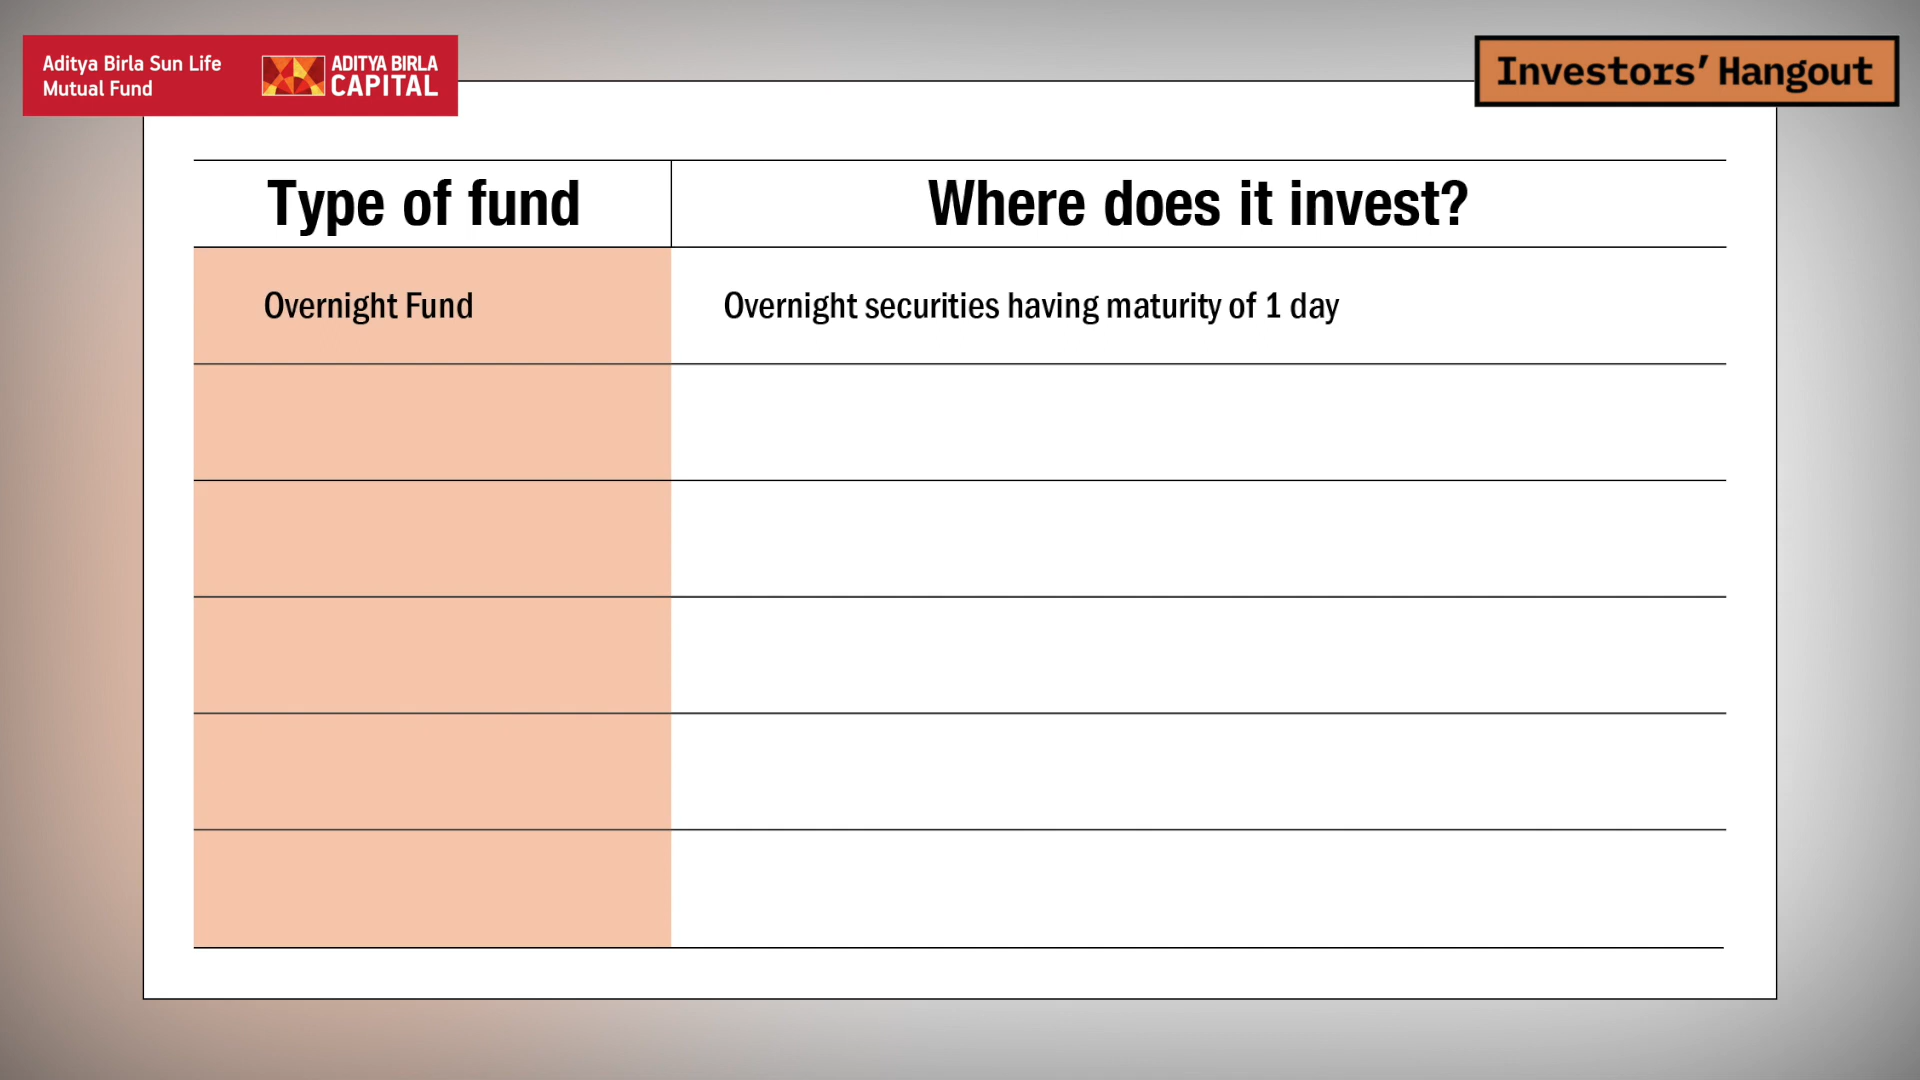 Aditya Birla Sun Life
Mutual Fund
ADITYA BIRLA
CAPITAL
Investors’ Hangout
Type of fund
Where does it invest?
Overnight Fund
Overnight securities having maturity of 1 day